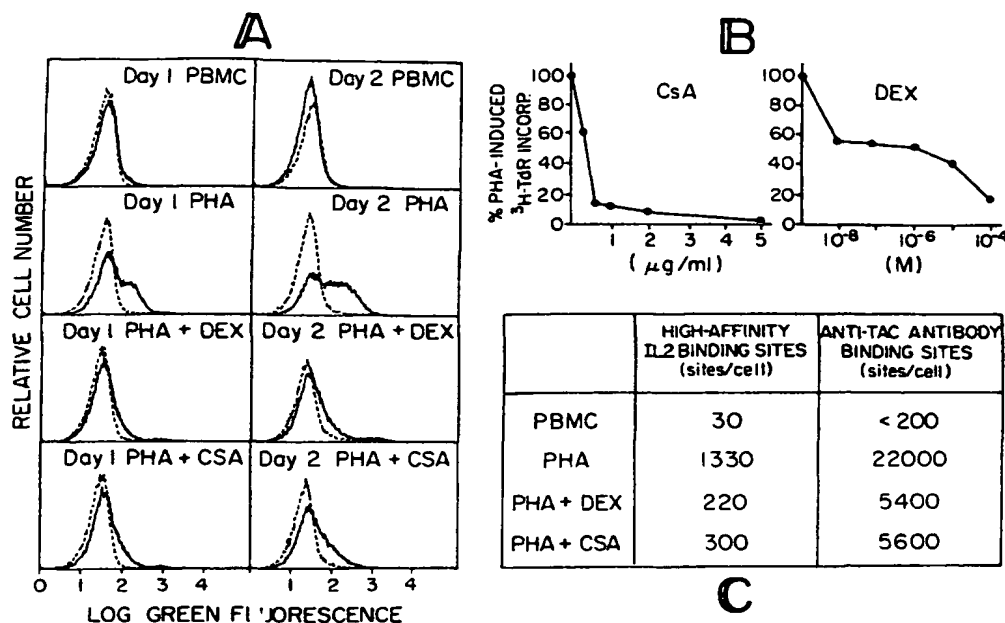 A
Day 1 PBMC
Day 2 PBMC
Day 1 PHA
Day 2 PHA
Day 1 PHA + DEX
Day 2 PHA + DEX
Day 1 PHA + CSA
Day 2 PHA + CSA
RELATIVE CELL NUMBER
0 1 2 3 4 1 2 3 4
LOG GREEN FLUORESCENCE
B
% PHA-INDUCED
³H-TdR INCORP.
100
80
60
40
20
0
CsA
1 2 3 4 5
(μg/ml)
100
80
60
40
20
0
DEX
10⁻⁸ 10⁻⁶ 10⁻⁴
(M)
HIGH-AFFINITY
IL2 BINDING SITES
(sites/cell)
ANTI-TAC ANTIBODY
BINDING SITES
(sites/cell)
PBMC 30 < 200
PHA 1330 22000
PHA + DEX 220 5400
PHA + CSA 300 5600
C